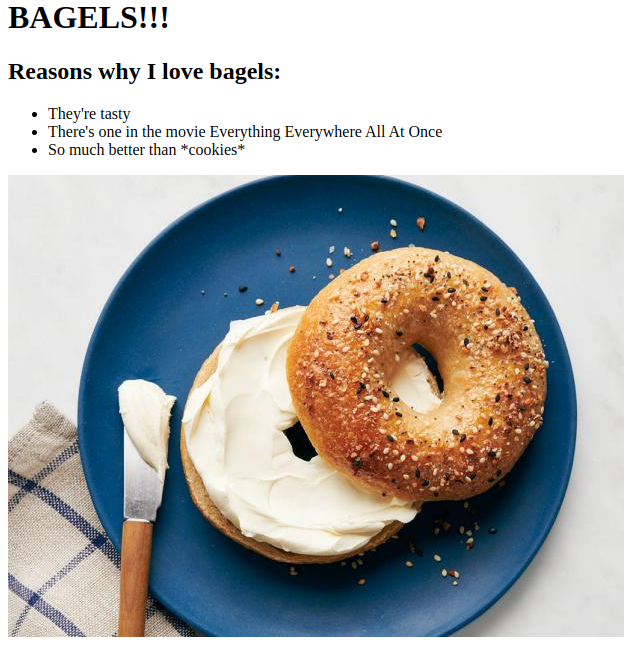 BAGELS!!!
Reasons why I love bagels:
They're tasty
There's one in the movie Everything Everywhere All At Once
So much better than *cookies*